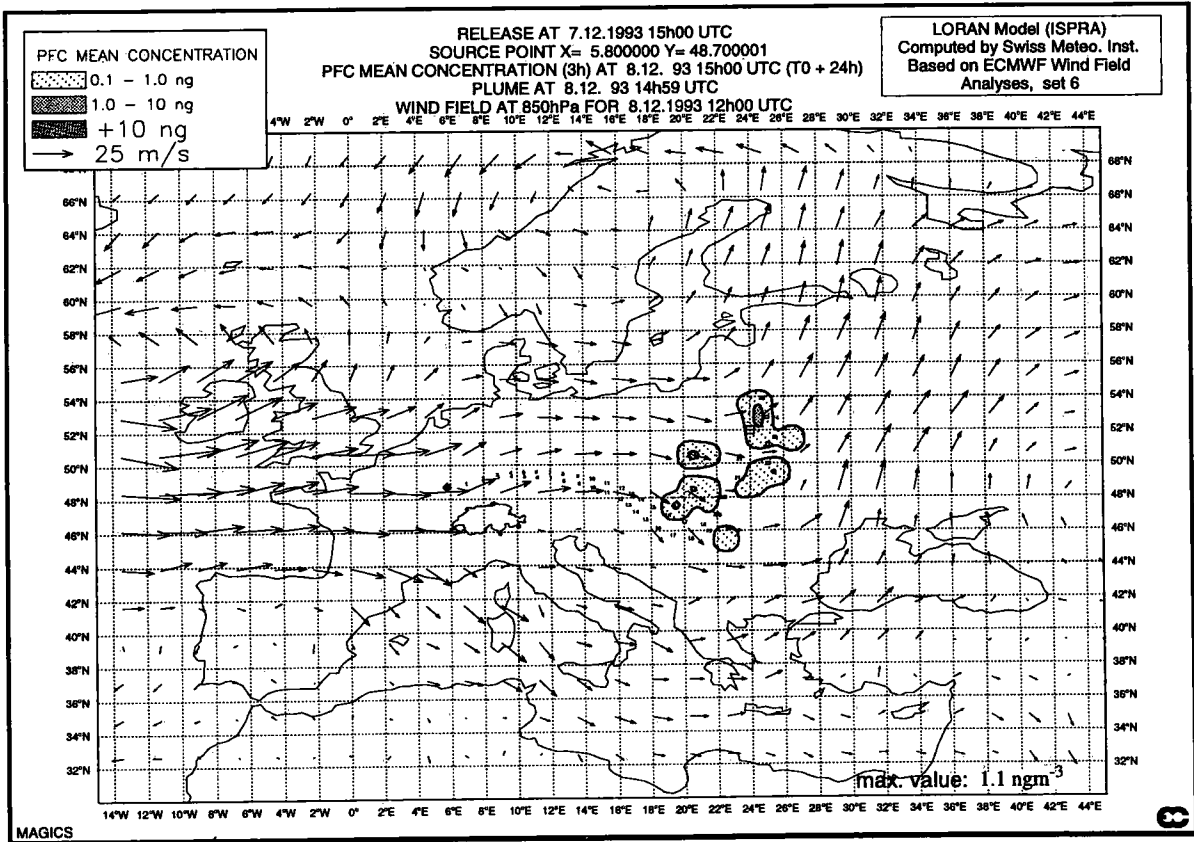 RELEASE AT 7.12.1993 15h00 UTC
SOURCE POINT X= 5.800000 Y= 48.700001
PFC MEAN CONCENTRATION (3h) AT 8.12. 93 15h00 UTC (T0 + 24h)
PLUME AT 8.12. 93 14h59 UTC
WIND FIELD AT 850hPa FOR 8.12.1993 12h00 UTC
LORAN Model (ISPRA)
Computed by Swiss Meteo. Inst.
Based on ECMWF Wind Field
Analyses, set 6
PFC MEAN CONCENTRATION
0.1 – 1.0 ng
1.0 – 10 ng
+10 ng
25 m/s
4°W 2°W 0° 2°E 4°E 6°E 8°E 10°E 12°E 14°E 16°E 18°E 20°E 22°E 24°E 26°E 28°E 30°E 32°E 34°E 36°E 38°E 40°E 42°E 44°E
68°N
66°N 66°N
64°N 64°N
62°N 62°N
60°N 60°N
58°N 58°N
56°N 56°N
54°N 54°N
52°N 52°N
50°N 50°N
48°N 48°N
46°N 46°N
44°N 44°N
42°N 42°N
40°N 40°N
38°N 38°N
36°N 36°N
34°N 34°N
32°N 32°N
max. value: 1.1 ngm-3
14°W 12°W 10°W 8°W 6°W 4°W 2°W 0° 2°E 4°E 6°E 8°E 10°E 12°E 14°E 16°E 18°E 20°E 22°E 24°E 26°E 28°E 30°E 32°E 34°E 36°E 38°E 40°E 42°E 44°E
MAGICS